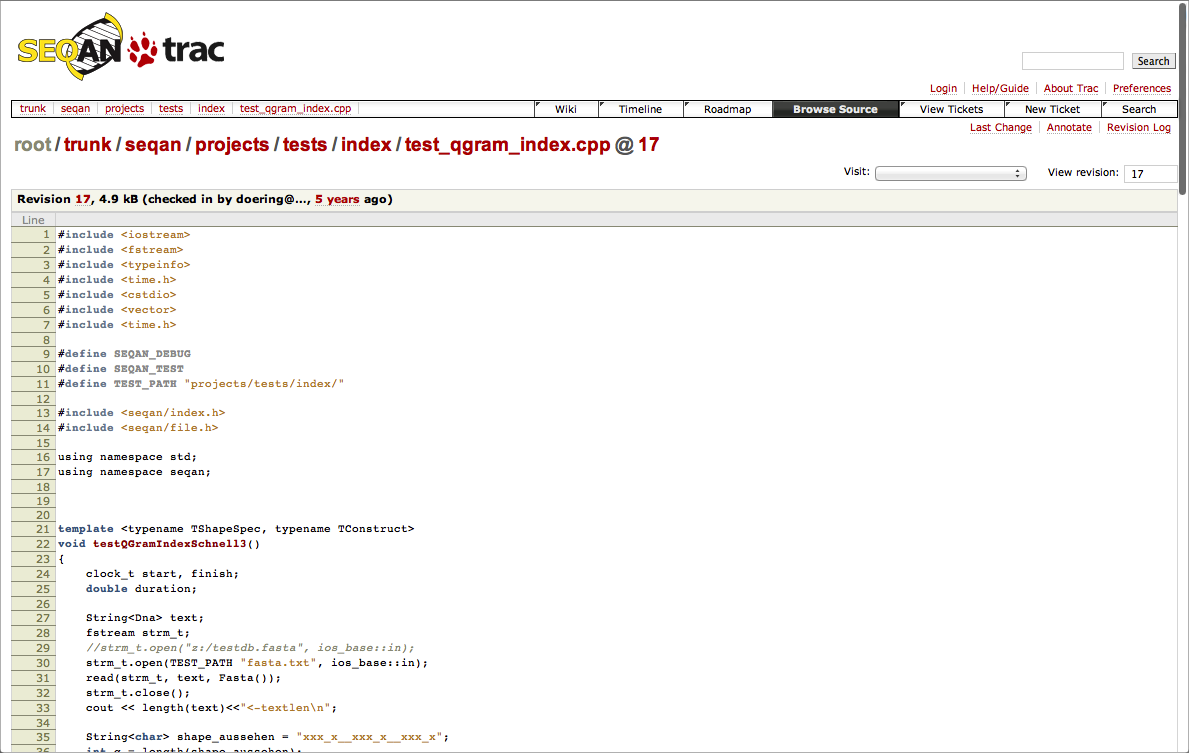 SEQAN trac
Search
Login Help/Guide About Trac Preferences
trunk seqan projects tests index test_qgram_index.cpp Wiki Timeline Roadmap Browse Source View Tickets New Ticket Search
Last Change Annotate Revision Log
root/trunk/seqan/projects/tests/index/test_qgram_index.cpp @ 17
Visit: View revision: 17
Revision 17, 4.9 kB (checked in by doering@…, 5 years ago)
Line
1 #include <iostream>
2 #include <fstream>
3 #include <typeinfo>
4 #include <time.h>
5 #include <cstdio>
6 #include <vector>
7 #include <time.h>
8
9 #define SEQAN_DEBUG
10 #define SEQAN_TEST
11 #define TEST_PATH "projects/tests/index/"
12
13 #include <seqan/index.h>
14 #include <seqan/file.h>
15
16 using namespace std;
17 using namespace seqan;
18
19
20
21 template <typename TShapeSpec, typename TConstruct>
22 void testQGramIndexSchnell3()
23 {
24     clock_t start, finish;
25     double duration;
26
27     String<Dna> text;
28     fstream strm_t;
29     //strm_t.open("z:/testdb.fasta", ios_base::in);
30     strm_t.open(TEST_PATH "fasta.txt", ios_base::in);
31     read(strm_t, text, Fasta());
32     strm_t.close();
33     cout << length(text)<<"<-textlen\n";
34
35     String<char> shape_aussehen = "xxx_x__xxx_x__xxx_x";
36     int q = length(shape_aussehen);